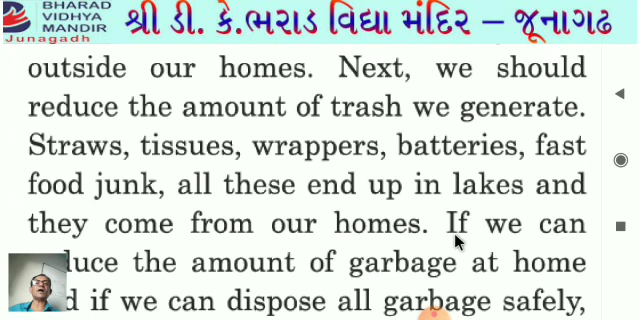 BHARAD
VIDHYA
MANDIR
Junagadh
શ્રી ડી. કે.ભરાડ વિદ્યા મંદિર – જૂનાગઢ
outside our homes. Next, we should
reduce the amount of trash we generate.
Straws, tissues, wrappers, batteries, fast
food junk, all these end up in lakes and
they come from our homes. If we can
duce the amount of garbage at home
d if we can dispose all garbage safely,